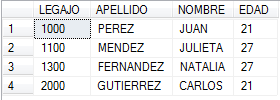 LEGAJO APELLIDO NOMBRE EDAD
1 1000 PEREZ JUAN 21
2 1100 MENDEZ JULIETA 27
3 1300 FERNANDEZ NATALIA 27
4 2000 GUTIERREZ CARLOS 21